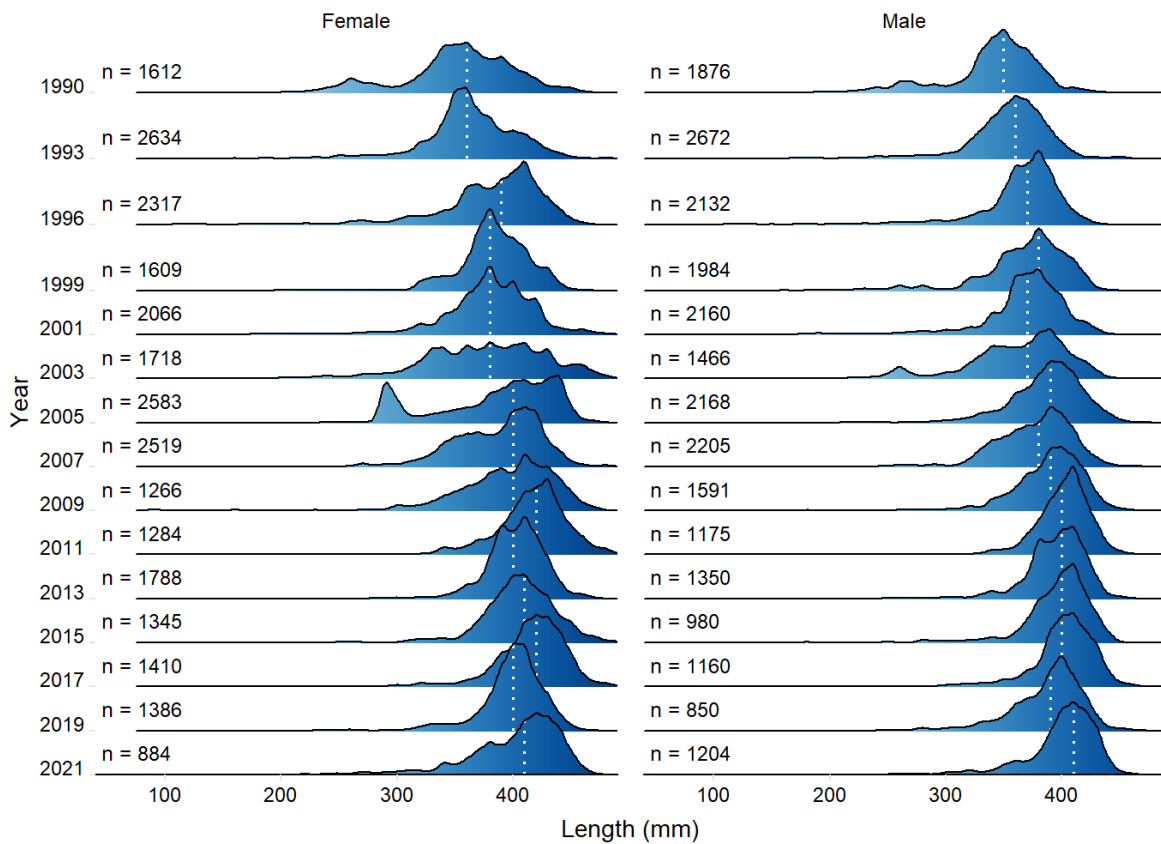 Female Male
1990 n = 1612 n = 1876
1993 n = 2634 n = 2672
1996 n = 2317 n = 2132
1999 n = 1609 n = 1984
2001 n = 2066 n = 2160
2003 n = 1718 n = 1466
2005 n = 2583 n = 2168
2007 n = 2519 n = 2205
2009 n = 1266 n = 1591
2011 n = 1284 n = 1175
2013 n = 1788 n = 1350
2015 n = 1345 n = 980
2017 n = 1410 n = 1160
2019 n = 1386 n = 850
2021 n = 884 n = 1204
Year
100 200 300 400 100 200 300 400
Length (mm)